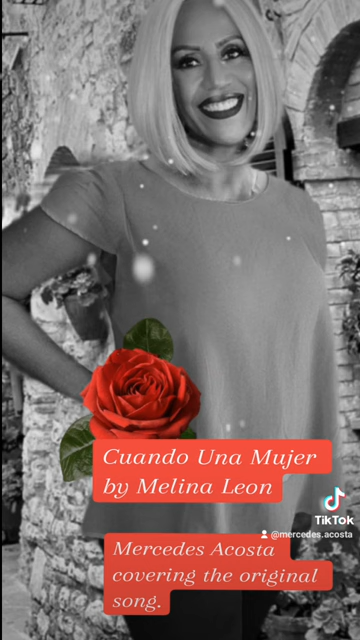 Cuando Una Mujer
by Melina Leon
TikTok
@mercedes.acosta
Mercedes Acosta
covering the original
song.